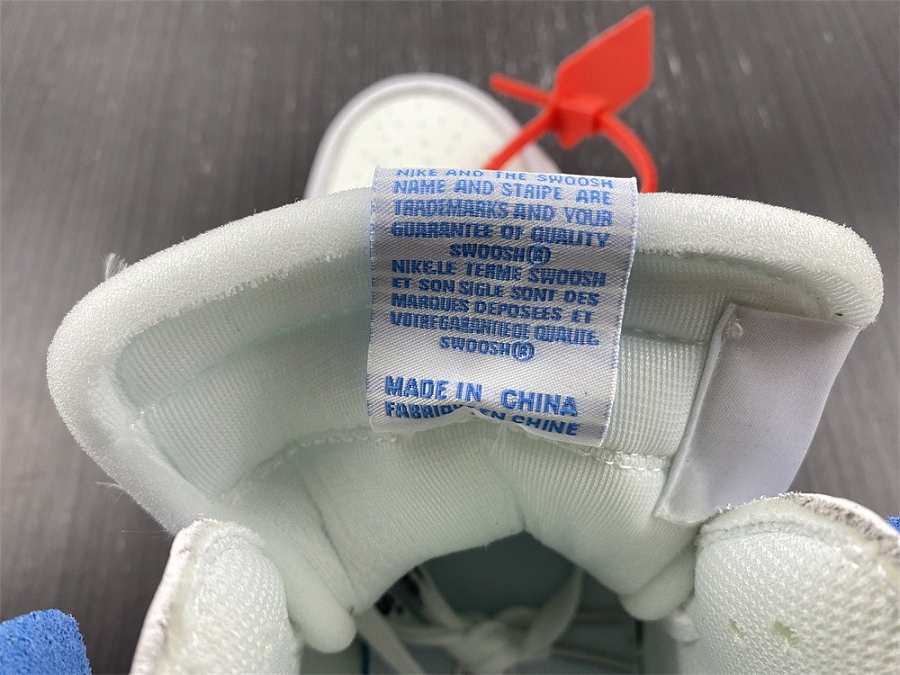 NIKE AND THE SWOOSH
NAME AND STRIPE ARE
TRADEMARKS AND YOUR
GUARANTEE OF QUALITY
SWOOSH®
NIKE.LE TERME SWOOSH
ET SON SIGLE SONT DES
MARQUES DEPOSEES ET
VOTREGARANTIEDE QUALITE.
SWOOSH®
MADE IN CHINA
EN CHINE